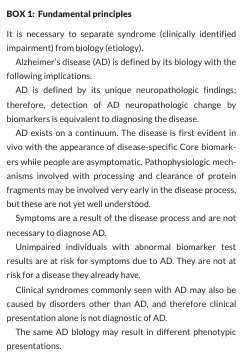 BOX 1: Fundamental principles
It is necessary to separate syndrome (clinically identified
impairment) from biology (etiology).
Alzheimer's disease (AD) is defined by its biology with the
following implications.
AD is defined by its unique neuropathologic findings;
therefore, detection of AD neuropathologic change by
biomarkers is equivalent to diagnosing the disease.
AD exists on a continuum. The disease is first evident in
vivo with the appearance of disease-specific Core biomark-
ers while people are asymptomatic. Pathophysiologic mech-
anisms involved with processing and clearance of protein
fragments may be involved very early in the disease process,
but these are not yet well understood.
Symptoms are a result of the disease process and are not
necessary to diagnose AD.
Unimpaired individuals with abnormal biomarker test
results are at risk for symptoms due to AD. They are not at
risk for a disease they already have.
Clinical syndromes commonly seen with AD may also be
caused by disorders other than AD, and therefore clinical
presentation alone is not diagnostic of AD.
The same AD biology may result in different phenotypic
presentations.